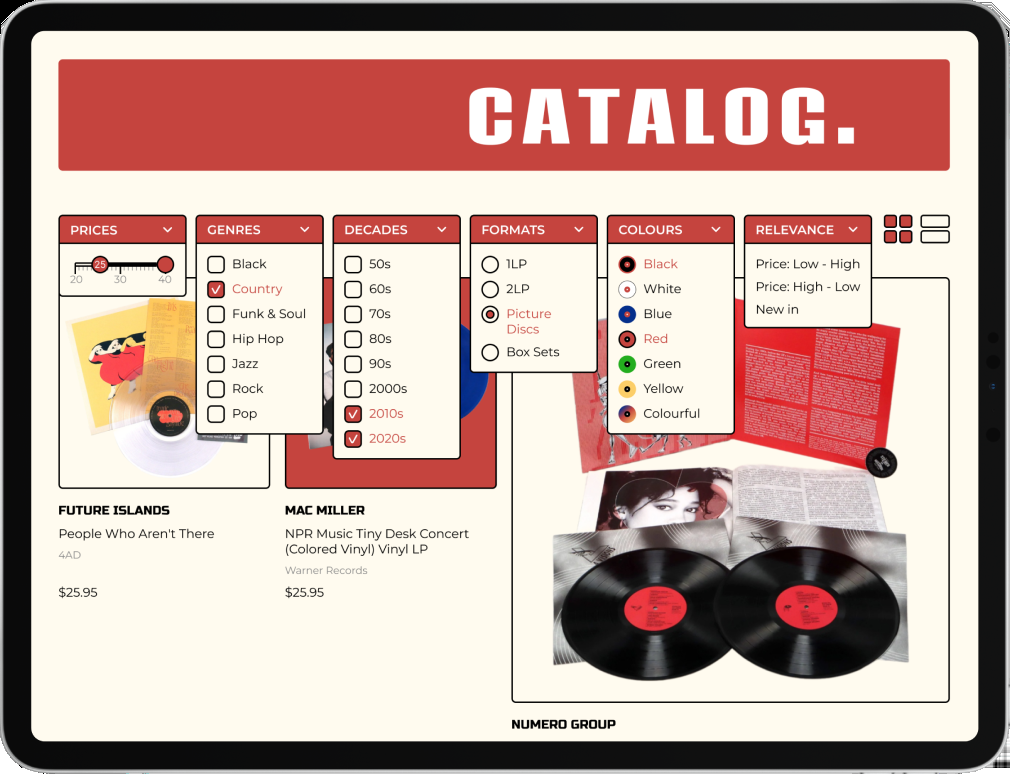 CATALOG.
PRICES
25
20 30 40
GENRES
Black
Country
Funk & Soul
Hip Hop
Jazz
Rock
Pop
DECADES
50s
60s
70s
80s
90s
2000s
2010s
2020s
FORMATS
1LP
2LP
Picture
Discs
Box Sets
COLOURS
Black
White
Blue
Red
Green
Yellow
Colourful
RELEVANCE
Price: Low - High
Price: High - Low
New in
FUTURE ISLANDS
People Who Aren't There
4AD
$25.95
MAC MILLER
NPR Music Tiny Desk Concert
(Colored Vinyl) Vinyl LP
Warner Records
$25.95
NUMERO GROUP